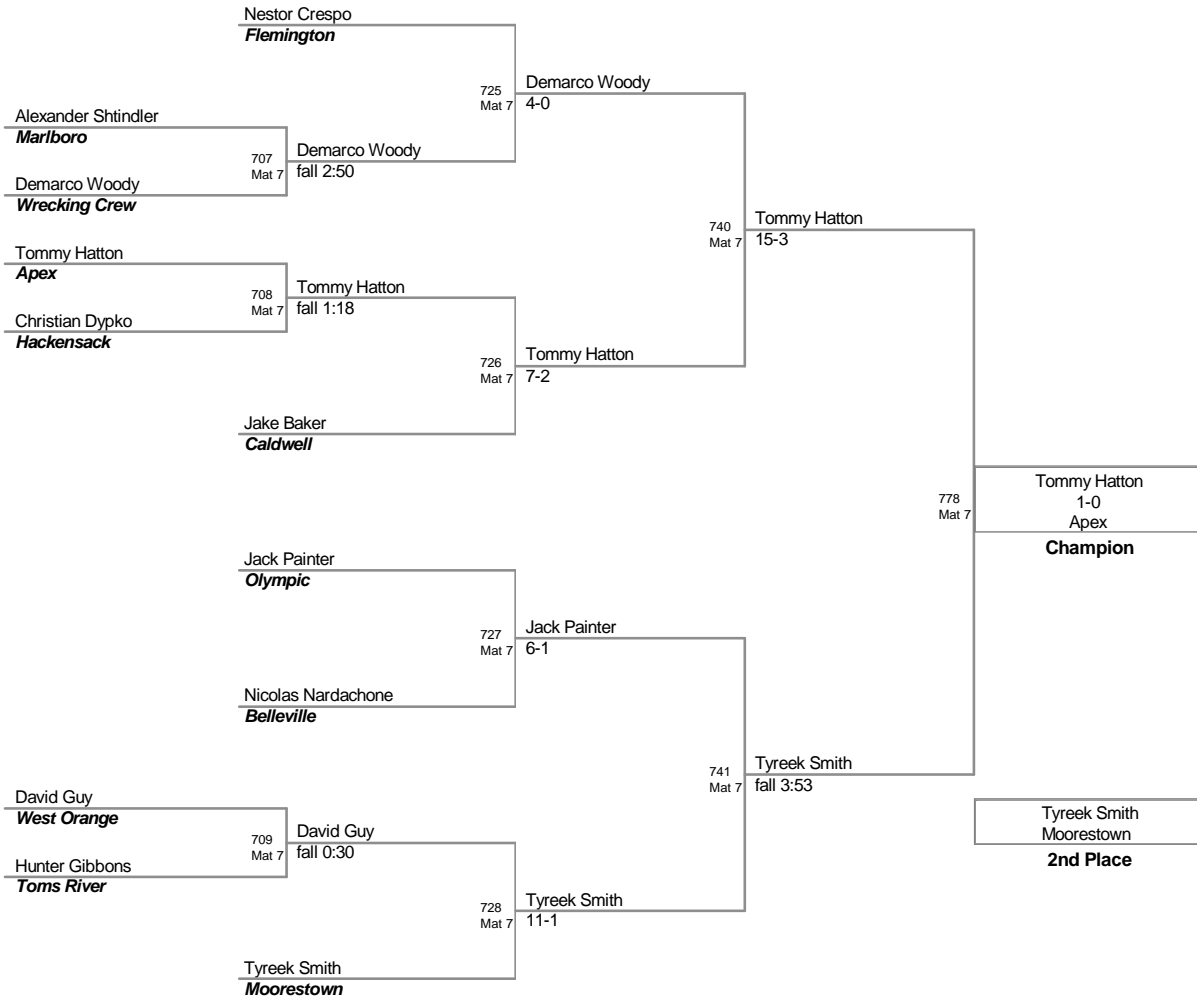 Nestor Crespo
Flemington
725
Mat 7
Demarco Woody
4-0
Alexander Shtindler
Marlboro
707
Mat 7
Demarco Woody
fall 2:50
Demarco Woody
Wrecking Crew
740
Mat 7
Tommy Hatton
15-3
Tommy Hatton
Apex
708
Mat 7
Tommy Hatton
fall 1:18
Christian Dypko
Hackensack
726
Mat 7
Tommy Hatton
7-2
Jake Baker
Caldwell
778
Mat 7
Tommy Hatton
1-0
Apex
Champion
Jack Painter
Olympic
727
Mat 7
Jack Painter
6-1
Nicolas Nardachone
Belleville
741
Mat 7
Tyreek Smith
fall 3:53
David Guy
West Orange
709
Mat 7
David Guy
fall 0:30
Hunter Gibbons
Toms River
Tyreek Smith
Moorestown
2nd Place
728
Mat 7
Tyreek Smith
11-1
Tyreek Smith
Moorestown